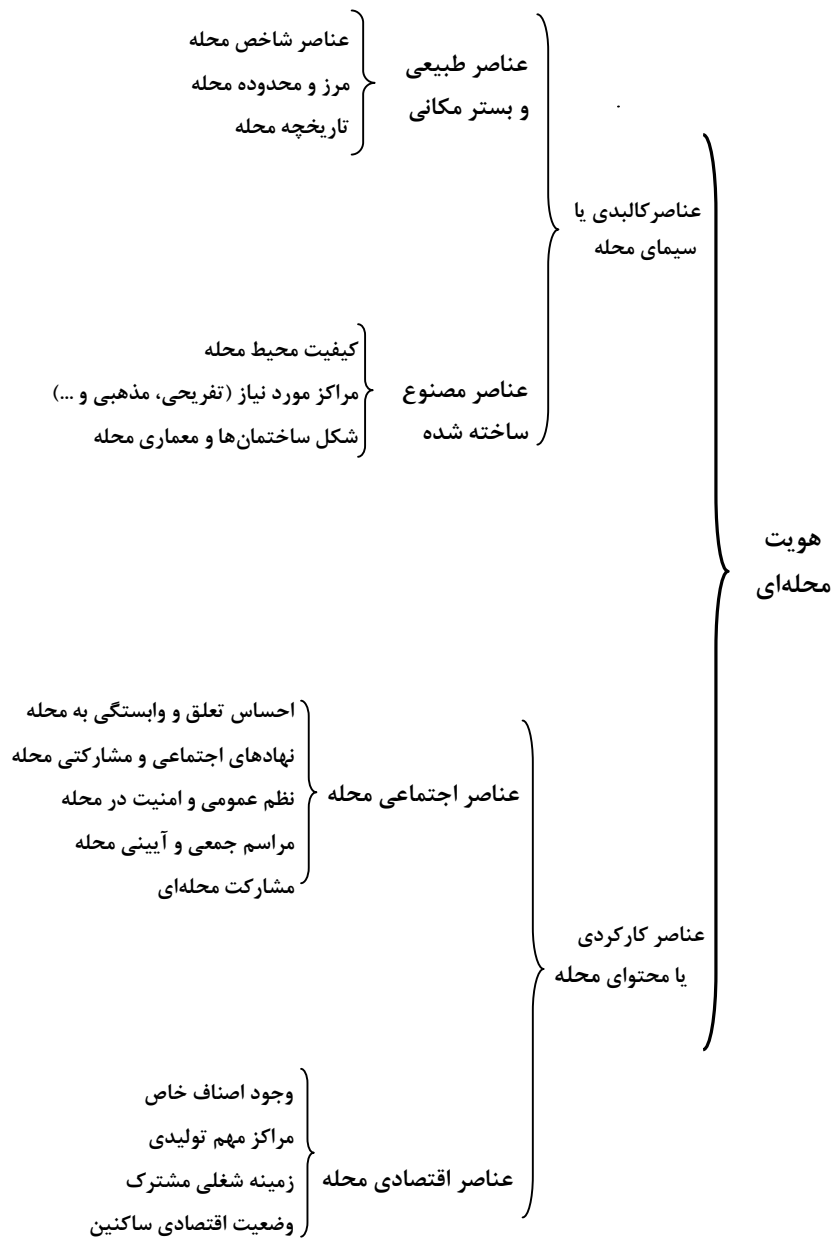 هویت
محله‌ای
عناصرکالبدی یا
سیمای محله
عناصر طبیعی
و بستر مکانی
عناصر شاخص محله
مرز و محدوده محله
تاریخچه محله
عناصر مصنوع
ساخته شده
کیفیت محیط محله
مراکز مورد نیاز (تفریحی، مذهبی و ...)
شکل ساختمان‌ها و معماری محله
عناصر کارکردی
یا محتوای محله
عناصر اجتماعی محله
احساس تعلق و وابستگی به محله
نهادهای اجتماعی و مشارکتی محله
نظم عمومی و امنیت در محله
مراسم جمعی و آیینی محله
مشارکت محله‌ای
عناصر اقتصادی محله
وجود اصناف خاص
مراکز مهم تولیدی
زمینه شغلی مشترک
وضعیت اقتصادی ساکنین